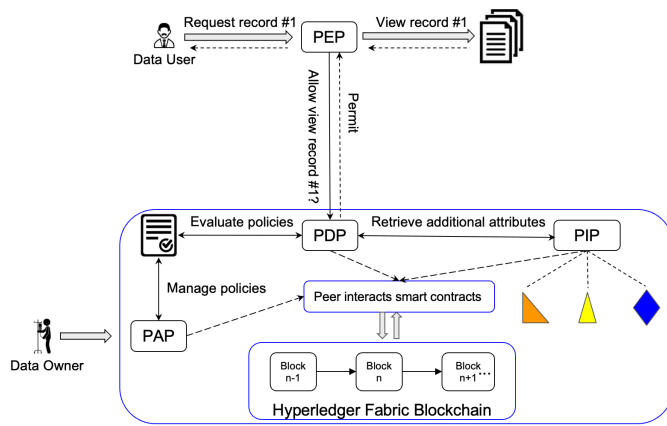 Request record #1
View record #1
PEP
Data User
Allow view record #1?
Permit
Evaluate policies
PDP
Retrieve additional attributes
PIP
Manage policies
Peer interacts smart contracts
PAP
Data Owner
Block
n-1
Block
n
Block
n+1
...
Hyperledger Fabric Blockchain